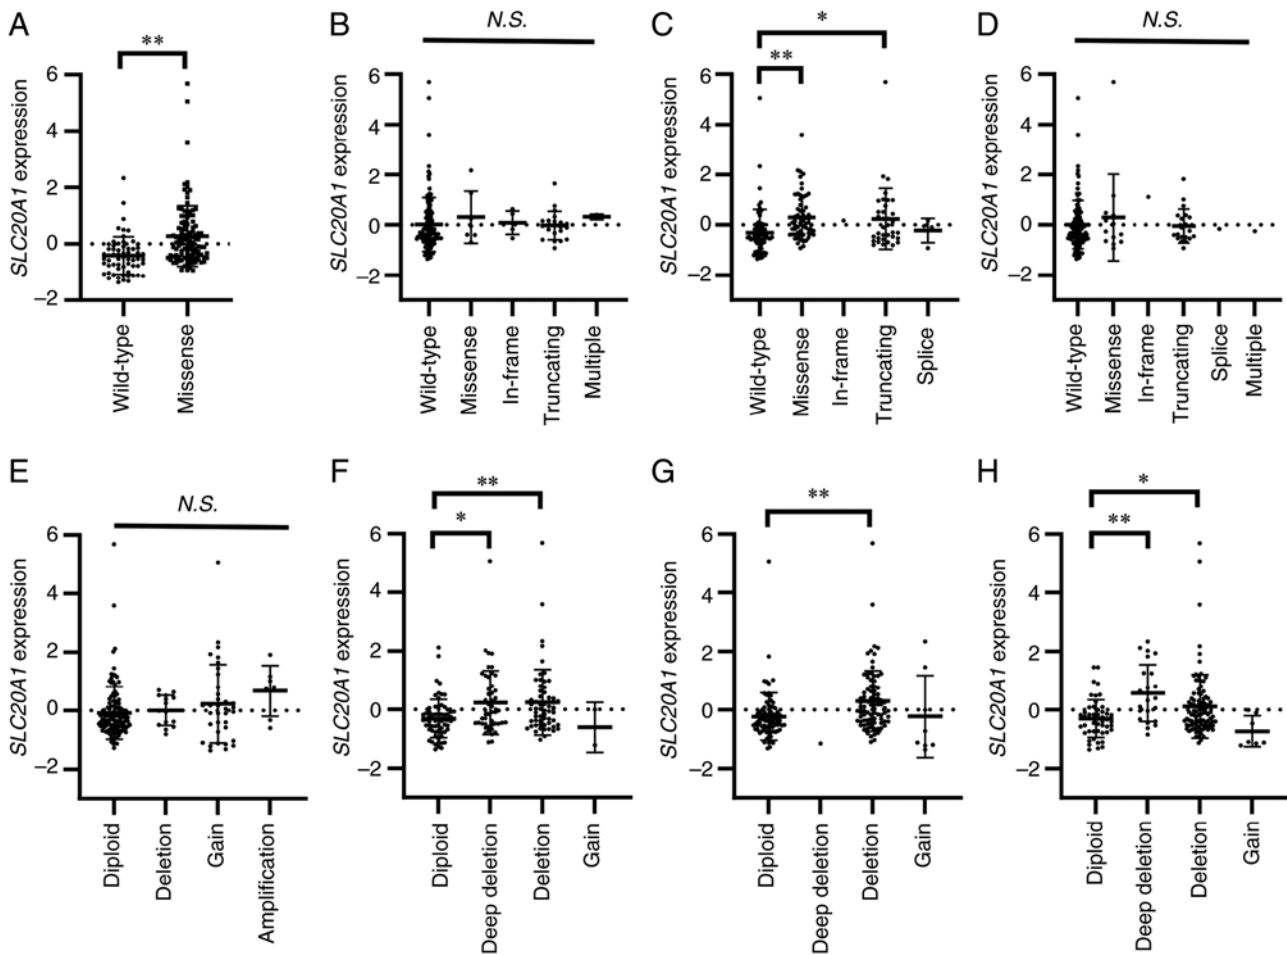 A
**
SLC20A1 expression
6
4
2
0
−2
Wild-type
Missense
B
N.S.
SLC20A1 expression
6
4
2
0
−2
Wild-type
Missense
In-frame
Truncating
Multiple
C
*
**
SLC20A1 expression
6
4
2
0
−2
Wild-type
Missense
In-frame
Truncating
Splice
D
N.S.
SLC20A1 expression
6
4
2
0
−2
Wild-type
Missense
In-frame
Truncating
Splice
Multiple
E
N.S.
SLC20A1 expression
6
4
2
0
−2
Diploid
Deletion
Gain
Amplification
F
**
*
SLC20A1 expression
6
4
2
0
−2
Diploid
Deep deletion
Deletion
Gain
G
**
SLC20A1 expression
6
4
2
0
−2
Diploid
Deep deletion
Deletion
Gain
H
*
**
SLC20A1 expression
6
4
2
0
−2
Diploid
Deep deletion
Deletion
Gain